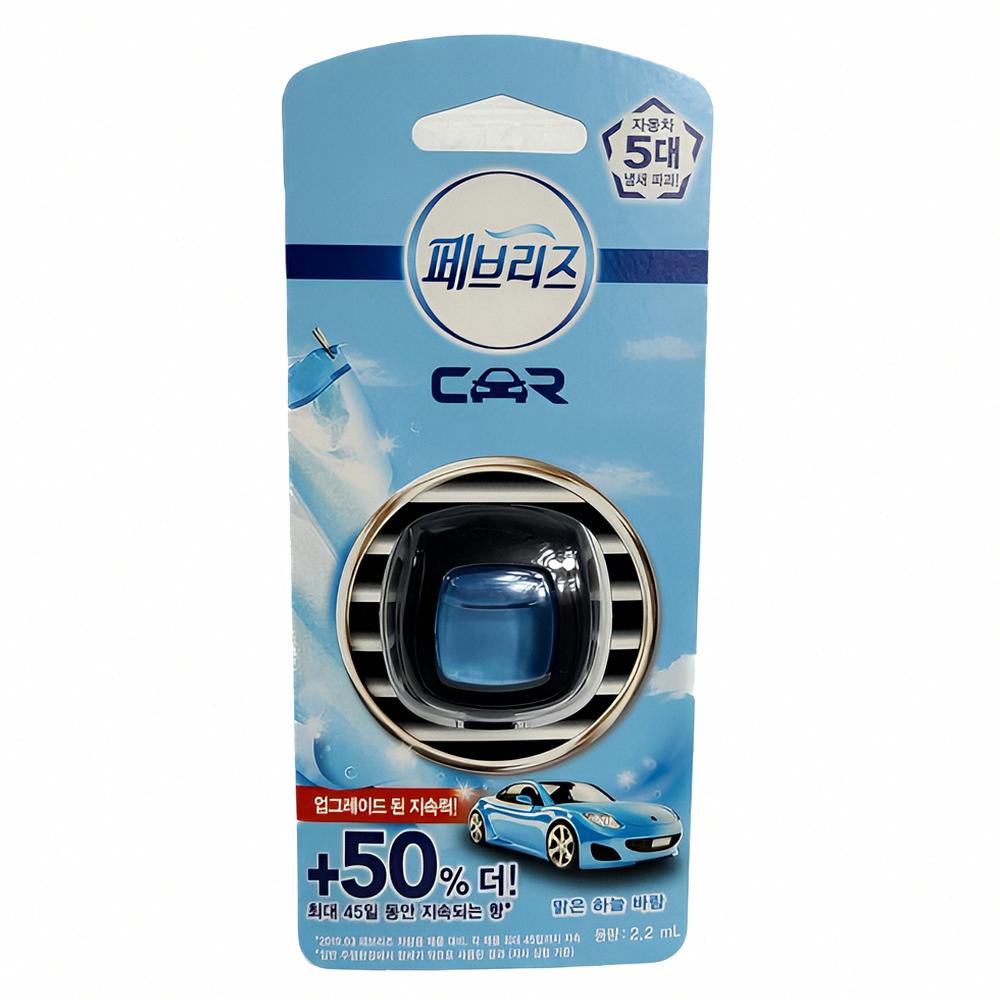 자동차
5대
냄새 파괴!
페브리즈
CAR
업그레이드 된 지속력!
+50% 더!
최대 45일 동안 지속되는 향*
맑은 하늘 바람
용량 : 2.2 mL